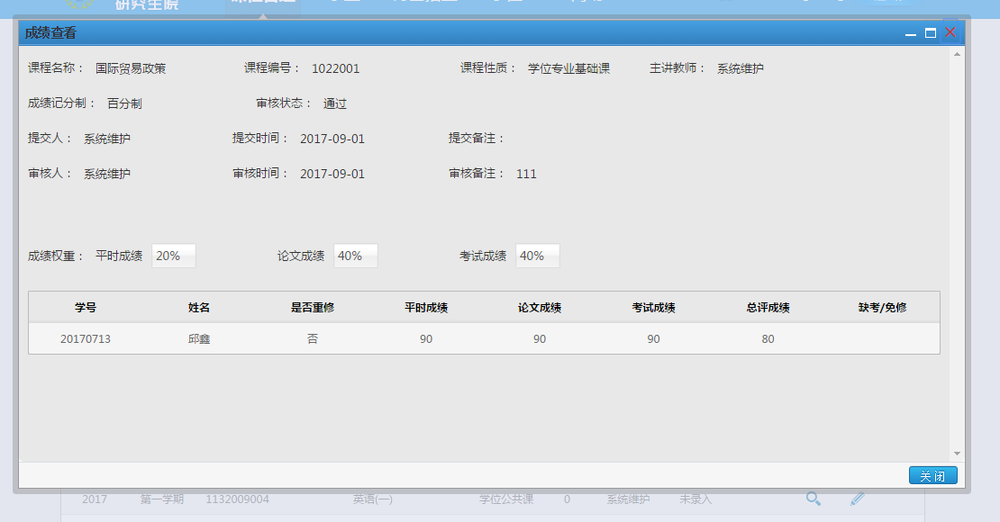 研究生院
成绩查看
课程名称： 国际贸易政策 课程编号： 1022001 课程性质： 学位专业基础课 主讲教师： 系统维护
成绩记分制： 百分制 审核状态： 通过
提交人： 系统维护 提交时间： 2017-09-01 提交备注：
审核人： 系统维护 审核时间： 2017-09-01 审核备注： 111
成绩权重： 平时成绩 20% 论文成绩 40% 考试成绩 40%
学号 姓名 是否重修 平时成绩 论文成绩 考试成绩 总评成绩 缺考/免修
20170713 邱鑫 否 90 90 90 80
关闭
2017 第一学期 1132009004 英语(一) 学位公共课 0 系统维护 未录入